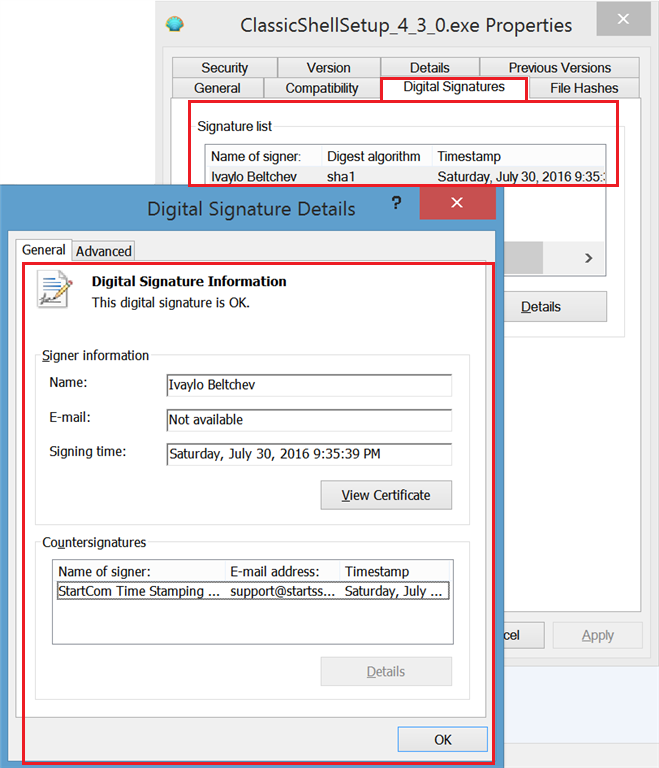 ClassicShellSetup_4_3_0.exe Properties
Security Version Details Previous Versions
General Compatibility Digital Signatures File Hashes
Signature list
Name of signer: Digest algorithm Timestamp
Ivaylo Beltchev sha1 Saturday, July 30, 2016 9:35:
Details
cel Apply
Digital Signature Details ?
General Advanced
Digital Signature Information
This digital signature is OK.
Signer information
Name: Ivaylo Beltchev
E-mail: Not available
Signing time: Saturday, July 30, 2016 9:35:39 PM
View Certificate
Countersignatures
Name of signer: E-mail address: Timestamp
StartCom Time Stamping ... support@startss... Saturday, July ...
Details
OK